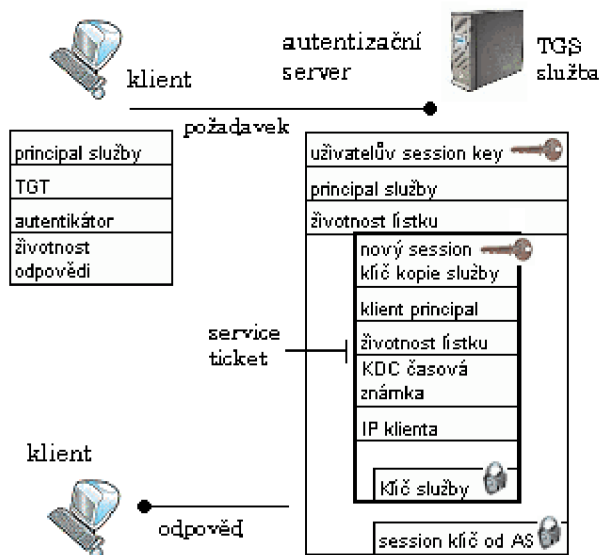 klient
autentizační
server
TGS
služba
požadavek
principal služby
TGT
autentikátor
životnost
odpovědi
uživatelův session key
principal služby
životnost lístku
nový session
klíč kopie služby
klient principal
životnost lístku
KDC časová
známka
IP klienta
Klíč služby
session klíč od AS
service
ticket
klient
odpověď